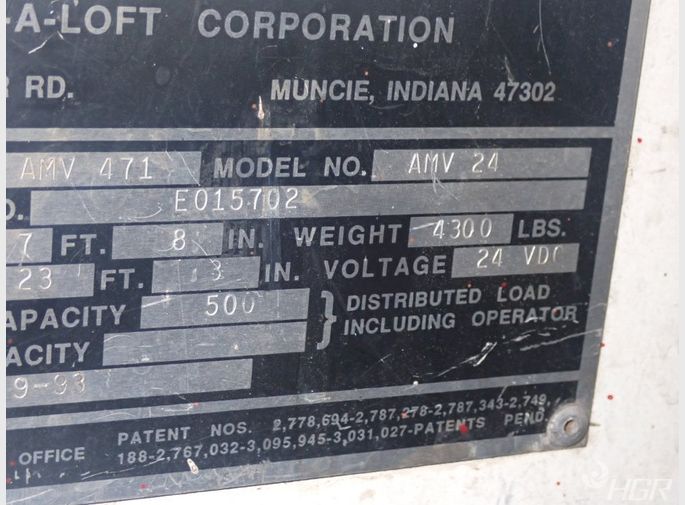 -A-LOFT CORPORATION
R RD. MUNCIE, INDIANA 47302
AMV 471 MODEL NO. AMV 24
O. E015702
7 FT. 8 IN. WEIGHT 4300 LBS.
23 FT. 3 IN. VOLTAGE 24 VDC
APACITY 500 } DISTRIBUTED LOAD
ACITY INCLUDING OPERATOR
9-93
PATENT NOS. 2,778,694-2,787,278-2,787,343-2,749,
OFFICE 188-2,767,032-3,095,945-3,031,027-PATENTS PEND.
HGR